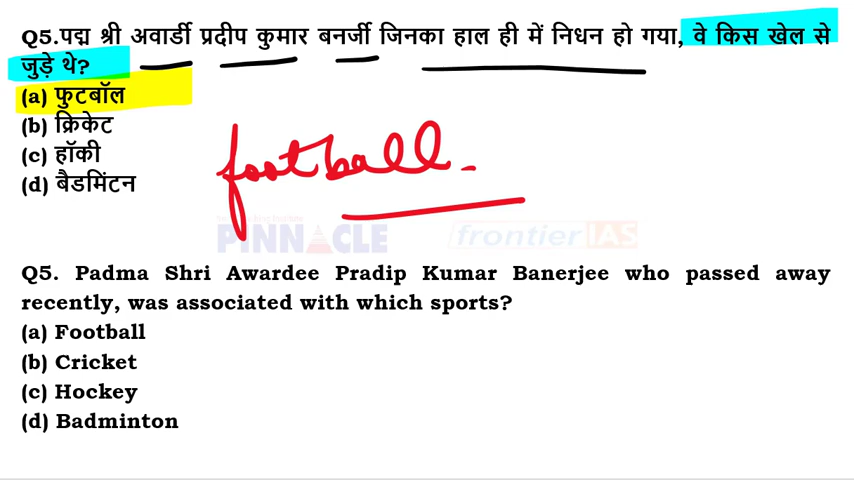 Q5.पद्म श्री अवार्डी प्रदीप कुमार बनर्जी जिनका हाल ही में निधन हो गया, वे किस खेल से
जुड़े थे?
(a) फुटबॉल
(b) क्रिकेट
(c) हॉकी
(d) बैडमिंटन
football.
PINNACLE frontier IAS
Q5. Padma Shri Awardee Pradip Kumar Banerjee who passed away
recently, was associated with which sports?
(a) Football
(b) Cricket
(c) Hockey
(d) Badminton